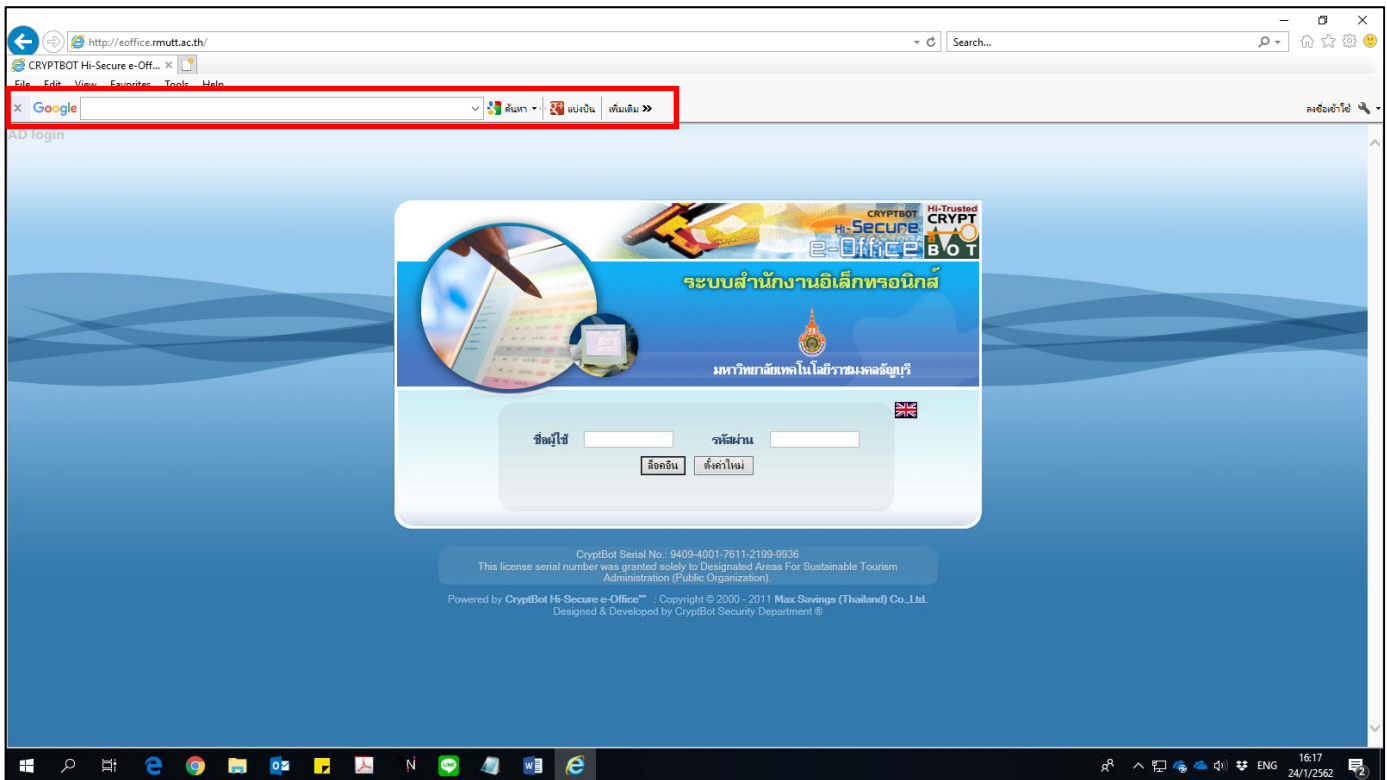 http://eoffice.rmutt.ac.th/
Search...
CRYPTBOT Hi-Secure e-Off...
File Edit View Favorites Tools Help
Google ค้นหา แบ่งปัน เพิ่มเติม »
ลงชื่อเข้าใช้
AD login
CRYPTBOT
Hi-Secure
e-Office
Hi-Trusted
CRYPT
BOT
ระบบสำนักงานอิเล็กทรอนิกส์
มหาวิทยาลัยเทคโนโลยีราชมงคลธัญบุรี
ชื่อผู้ใช้ รหัสผ่าน
ล็อคอิน ตั้งค่าใหม่
CryptBot Serial No.: 9409-4001-7611-2199-9936
This license serial number was granted solely to Designated Areas For Sustainable Tourism
Administration (Public Organization).
Powered by CryptBot Hi-Secure e-Office™ : Copyright © 2000 - 2011 Max Savings (Thailand) Co.,Ltd.
Designed & Developed by CryptBot Security Department ®
ENG
16:17
24/1/2562